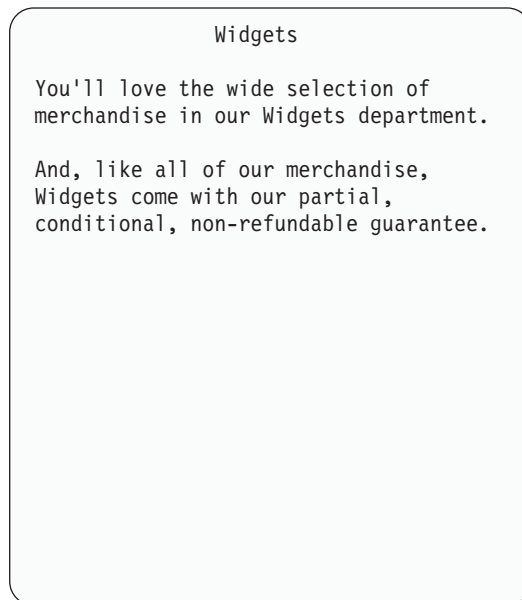 Widgets
You'll love the wide selection of
merchandise in our Widgets department.
And, like all of our merchandise,
Widgets come with our partial,
conditional, non-refundable guarantee.